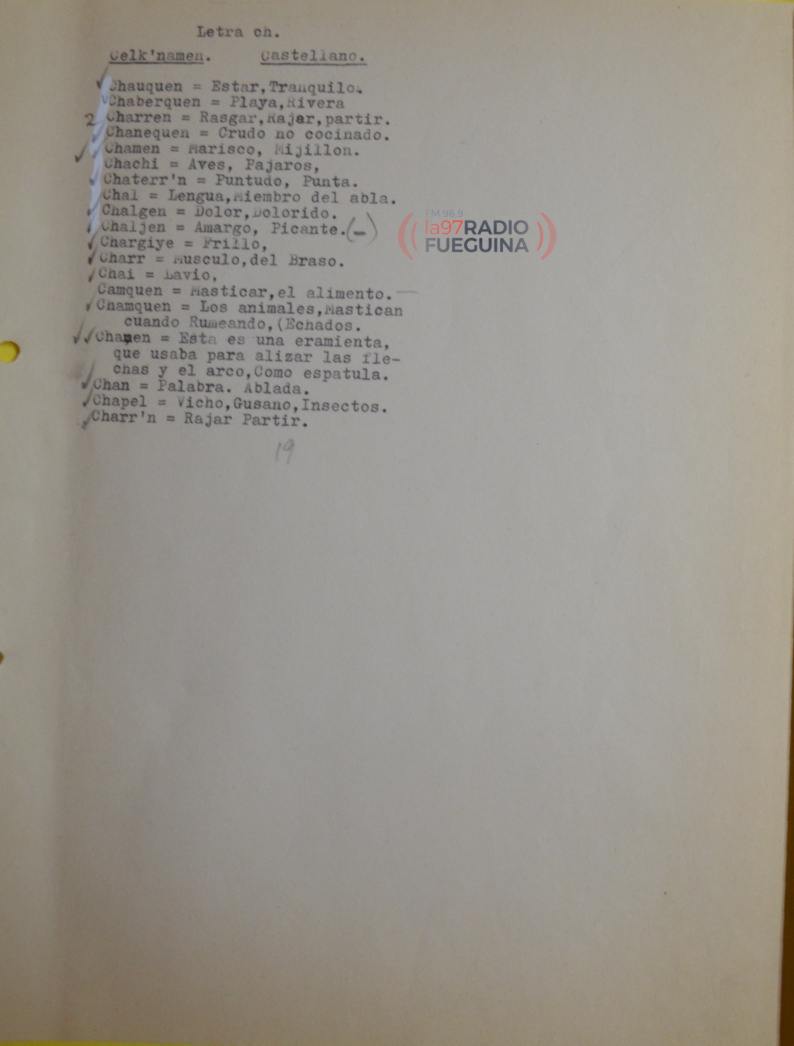 Letra ch.
Celk'namen. Castellano.
Chauquen = Estar,Tranquilo.
Chaberquen = Playa,Rivera
2 Charren = Rasgar,Rajar,partir.
Chanequen = Crudo no cocinado.
Chamen = Marisco, Mijillon.
Chachi = Aves, Pajaros,
Chaterr'n = Puntudo, Punta.
Chal = Lengua,Miembro del abla.
Chalgen = Dolor,Dolorido.
Chaljen = Amargo, Picante.(-)
Chargiye = Frillo,
Charr = Musculo,del Braso.
Chai = Lavio,
Camquen = Masticar,el alimento.
Chamquen = Los animales,Mastican
cuando Rumeando,(Echados.
Chapen = Esta es una eramienta,
que usaba para alizar las fle-
chas y el arco,Como espatula.
Chan = Palabra. Ablada.
Chapel = Vicho,Gusano,Insectos.
Charr'n = Rajar Partir.
19
FM 96.9
la97RADIO
FUEGUINA